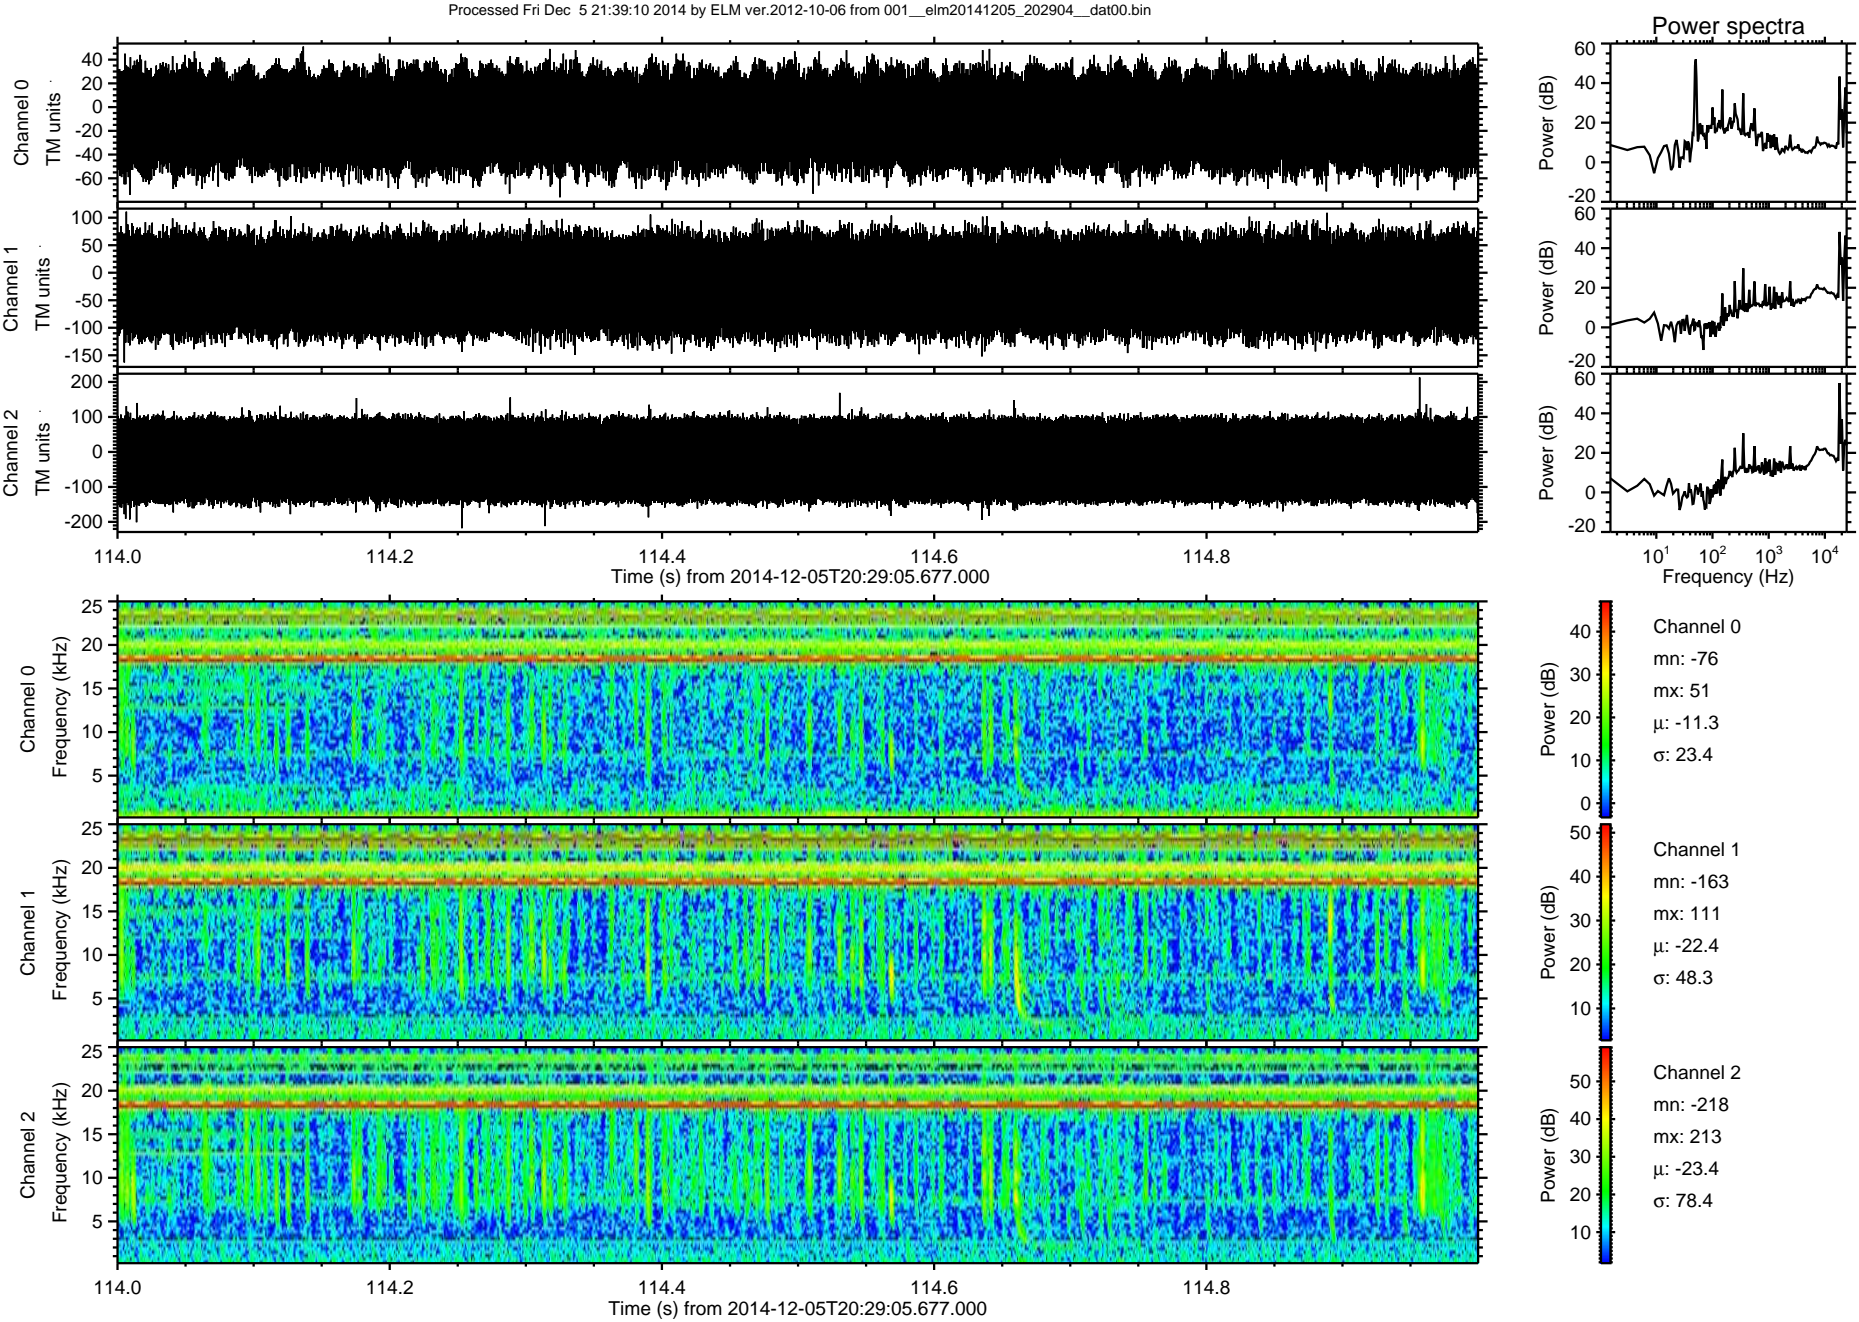 Processed Fri Dec 5 21:39:10 2014 by ELM ver.2012-10-06 from 001__elm20141205_202904__dat00.bin
Power spectra
Channel 0
TM units
40
20
0
-20
-40
-60
Power (dB)
60
40
20
0
-20
Channel 1
TM units
100
50
0
-50
-100
-150
Power (dB)
60
40
20
0
-20
Channel 2
TM units
200
100
0
-100
-200
Power (dB)
60
40
20
0
-20
114.0 114.2 114.4 114.6 114.8
Time (s) from 2014-12-05T20:29:05.677.000
10¹ 10² 10³ 10⁴
Frequency (Hz)
Channel 0
Frequency (kHz)
25
20
15
10
5
Power (dB)
40
30
20
10
0
Channel 0
mn: -76
mx: 51
μ: -11.3
σ: 23.4
Channel 1
Frequency (kHz)
25
20
15
10
5
Power (dB)
50
40
30
20
10
Channel 1
mn: -163
mx: 111
μ: -22.4
σ: 48.3
Channel 2
Frequency (kHz)
25
20
15
10
5
Power (dB)
50
40
30
20
10
Channel 2
mn: -218
mx: 213
μ: -23.4
σ: 78.4
114.0 114.2 114.4 114.6 114.8
Time (s) from 2014-12-05T20:29:05.677.000